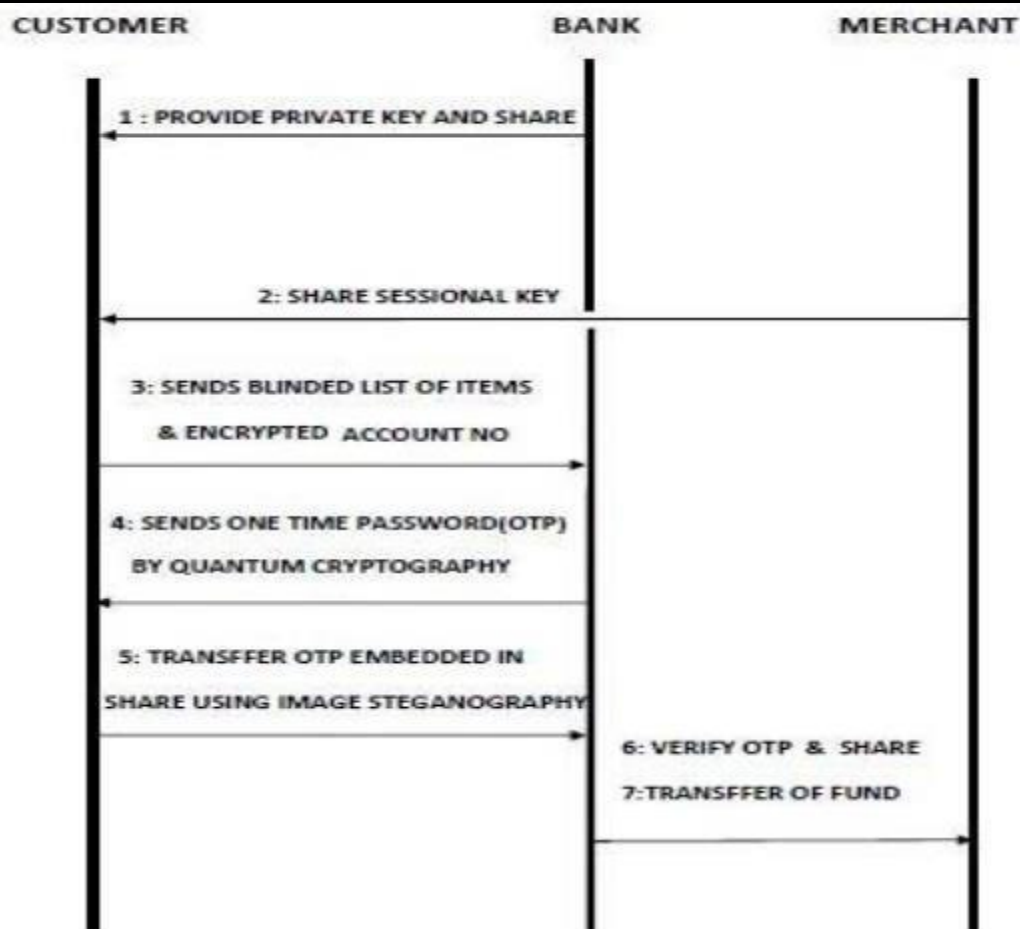 CUSTOMER BANK MERCHANT
1 : PROVIDE PRIVATE KEY AND SHARE
2: SHARE SESSIONAL KEY
3: SENDS BLINDED LIST OF ITEMS
& ENCRYPTED ACCOUNT NO
4: SENDS ONE TIME PASSWORD(OTP)
BY QUANTUM CRYPTOGRAPHY
5: TRANSFFER OTP EMBEDDED IN
SHARE USING IMAGE STEGANOGRAPHY
6: VERIFY OTP & SHARE
7:TRANSFFER OF FUND